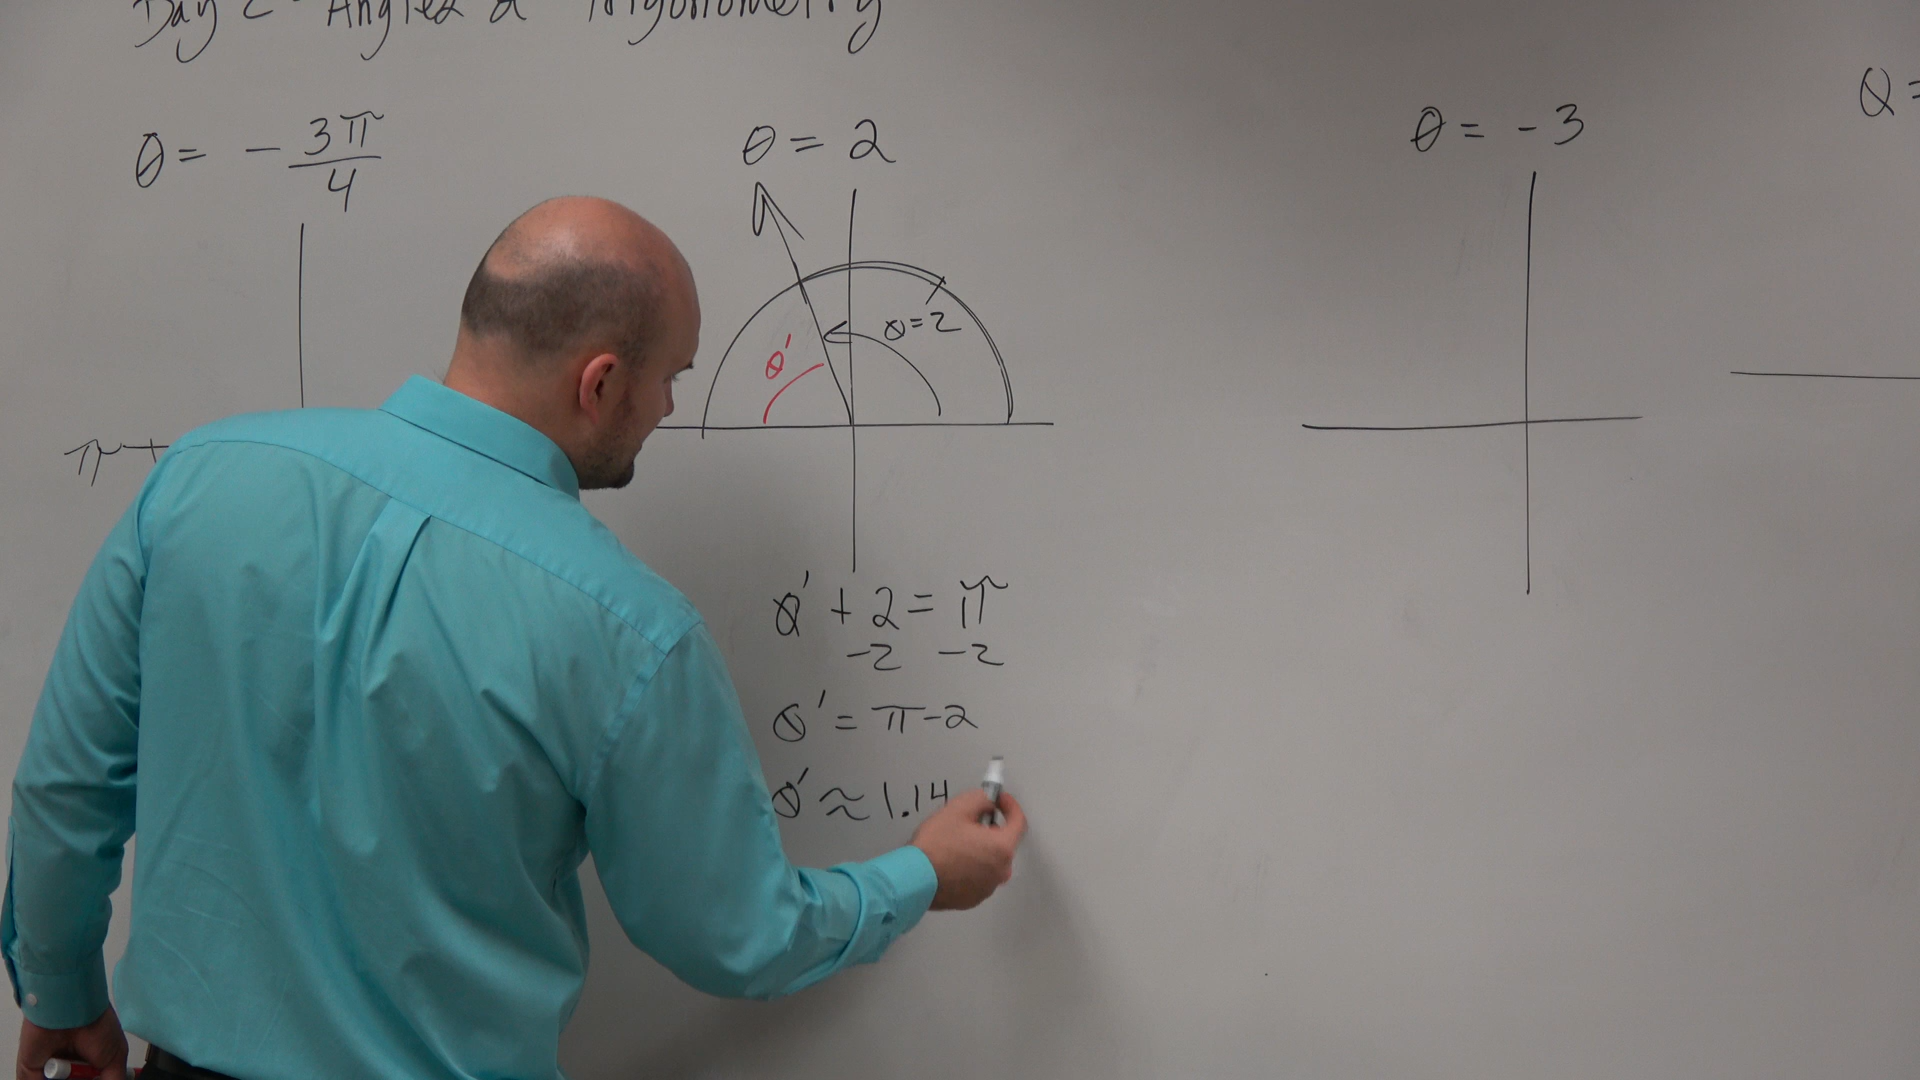 Day 2 Angles & Trigonometry
θ = - 3π/4
π +
θ = 2
θ = 2
θ'
θ' + 2 = π
-2 -2
θ' = π - 2
θ' ≈ 1.14
θ = - 3
θ =